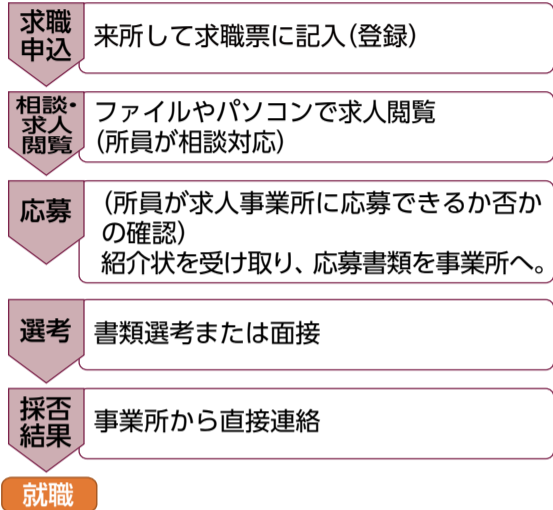 求職
申込
来所して求職票に記入(登録)
相談・
求人
閲覧
ファイルやパソコンで求人閲覧
(所員が相談対応)
応募
(所員が求人事業所に応募できるか否か
の確認)
紹介状を受け取り、応募書類を事業所へ。
選考
書類選考または面接
採否
結果
事業所から直接連絡
就職